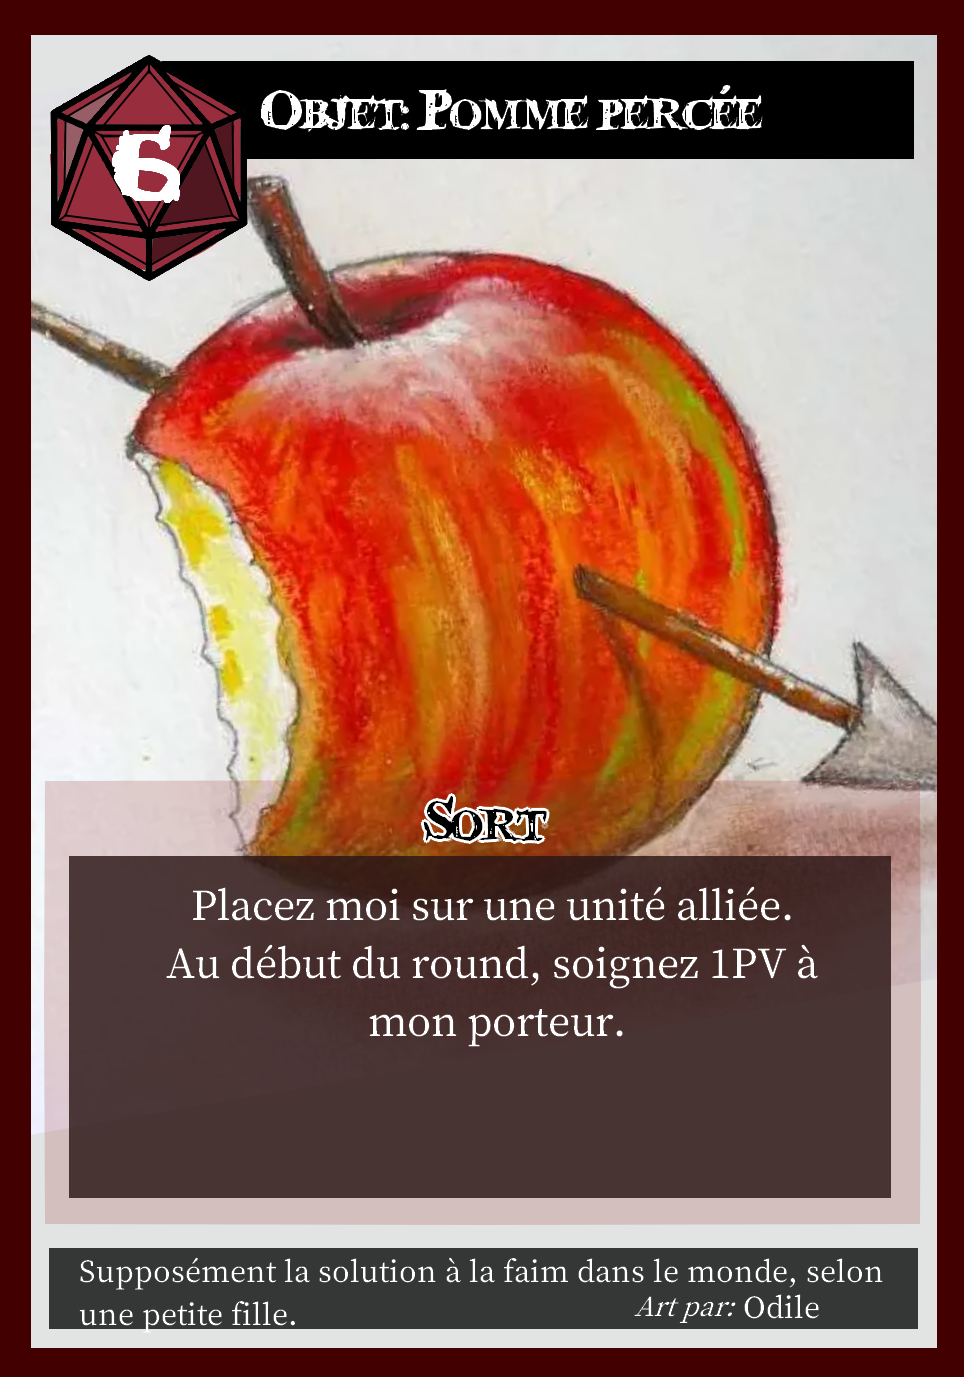 6
Objet: Pomme percée
Sort
Placez moi sur une unité alliée.
Au début du round, soignez 1PV à
mon porteur.
Supposément la solution à la faim dans le monde, selon
une petite fille.
Art par: Odile